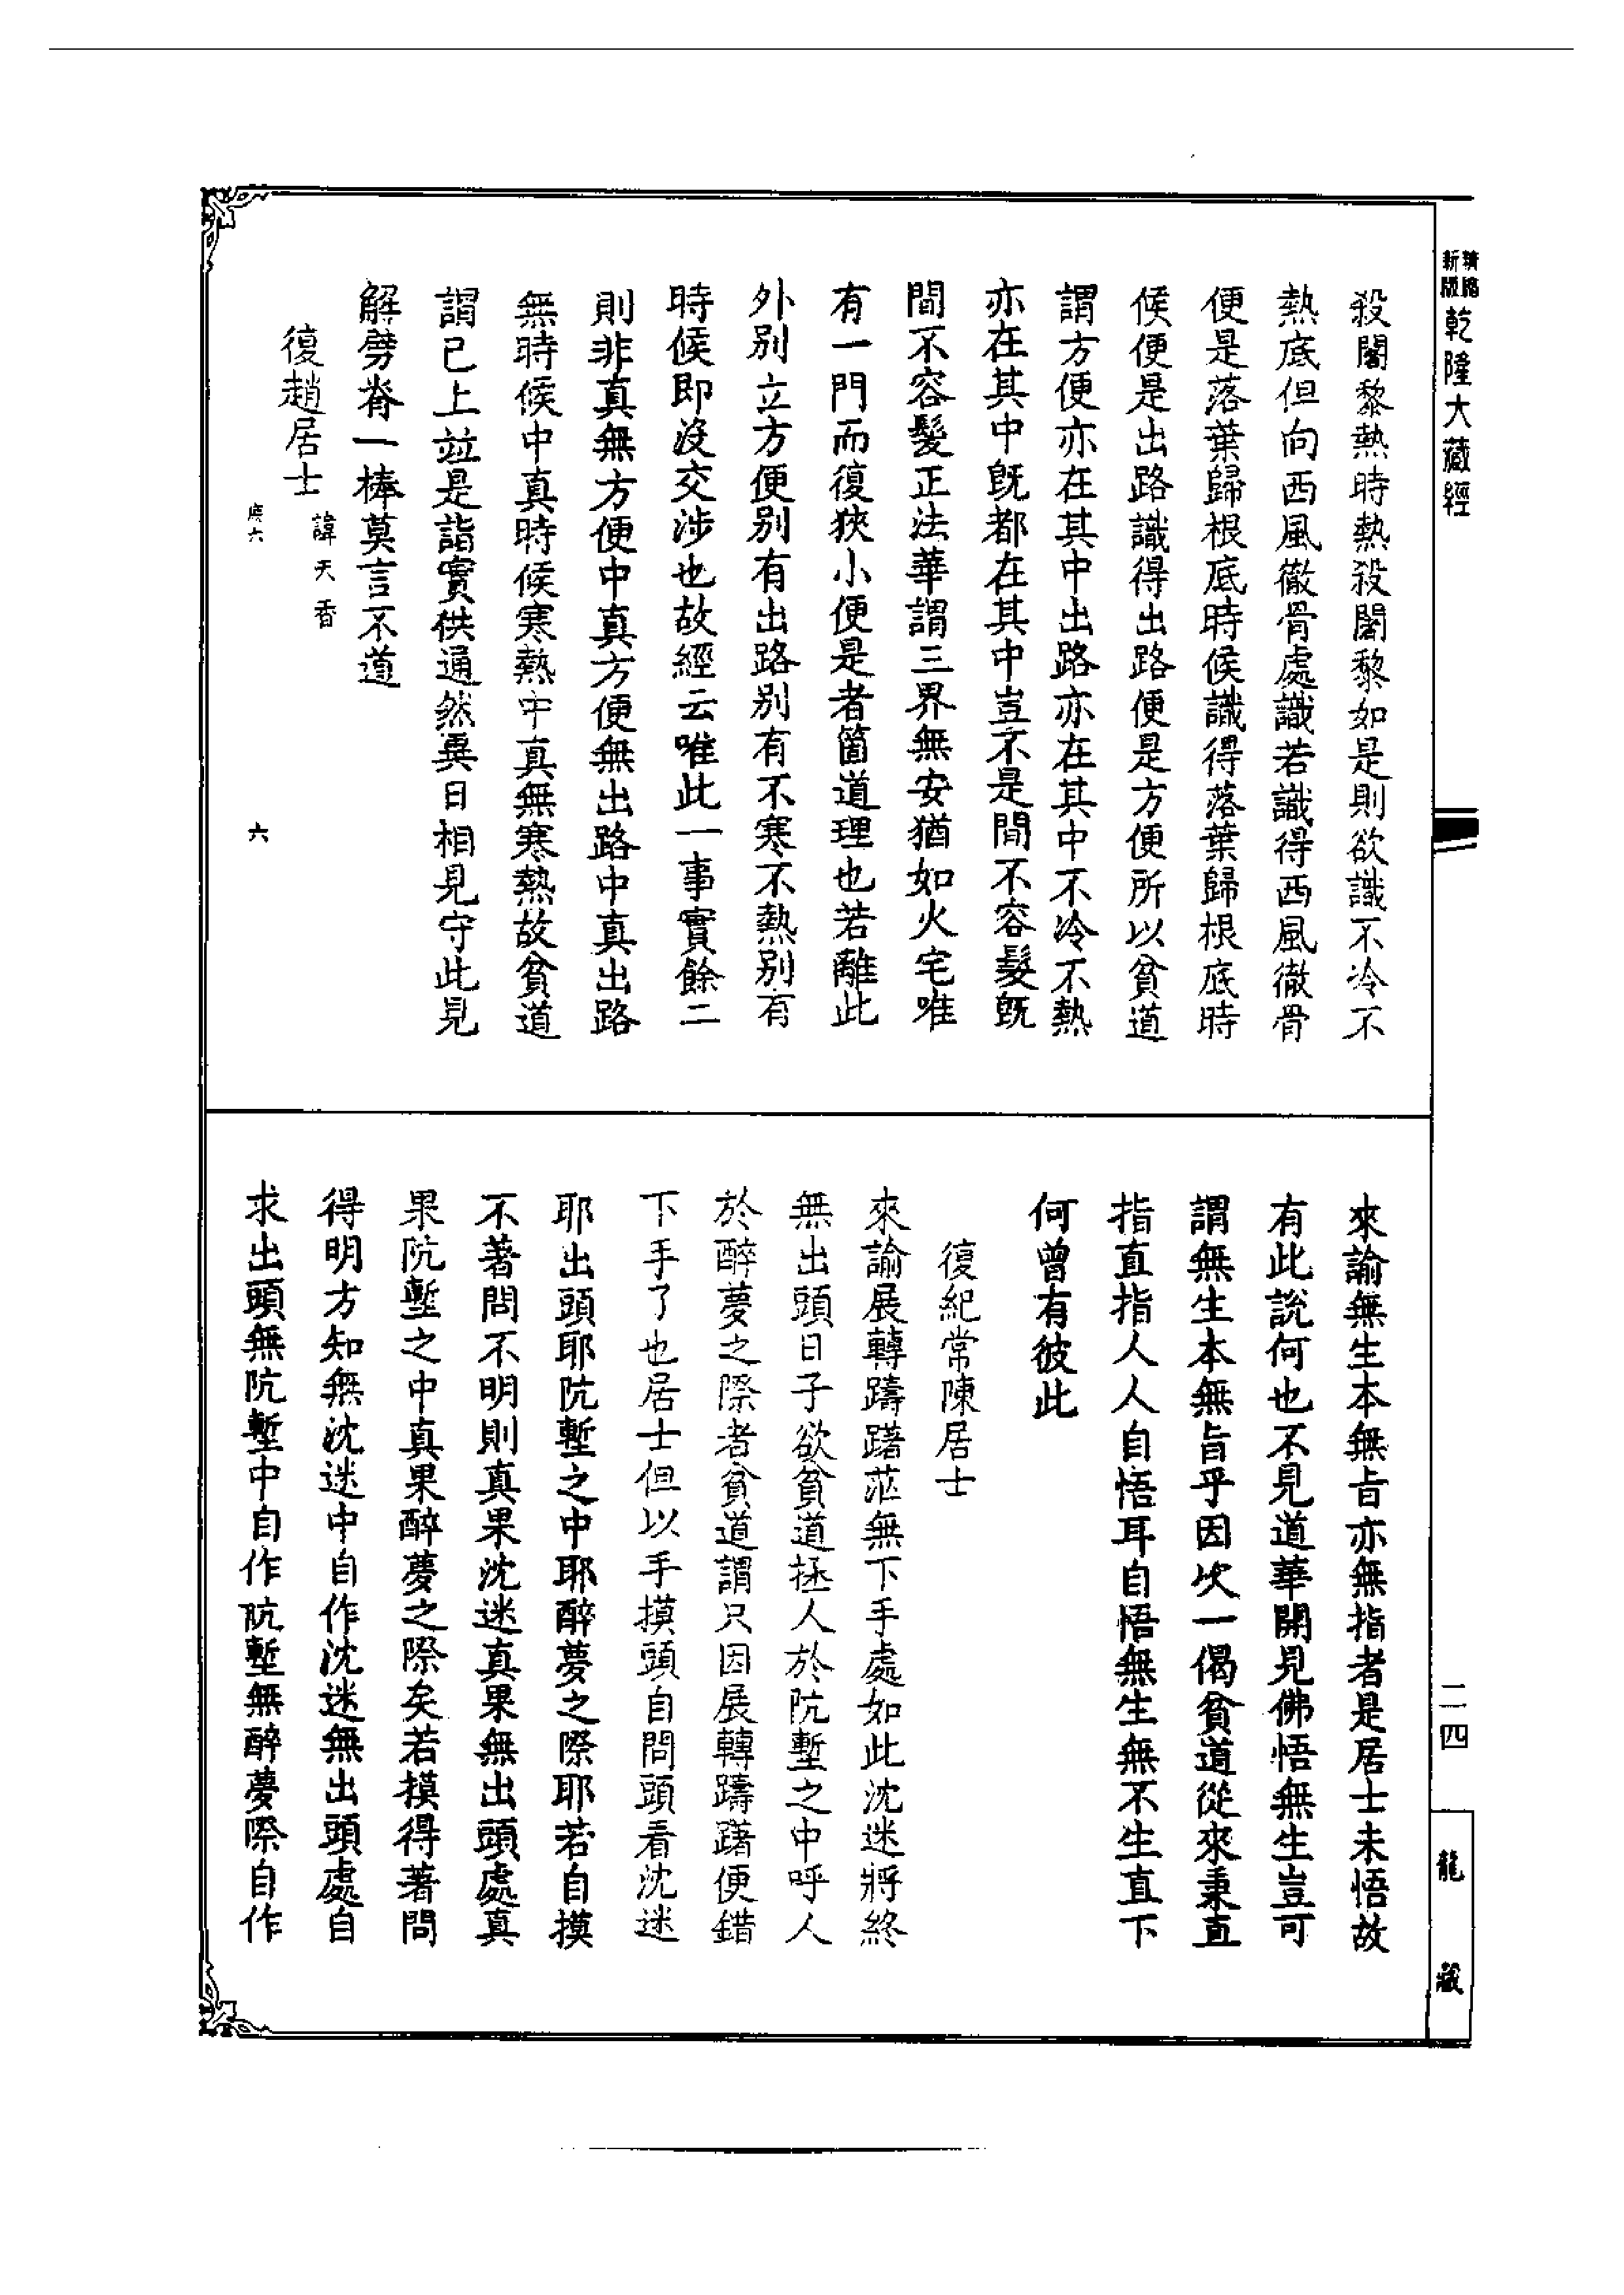 新版精縮
乾隆大藏經
殺闍黎熱時熱殺闍黎如是則欲識不冷不
熱底但向西風徹骨處識若識得西風徹骨
便是落葉歸根底時候識得落葉歸根底時
候便是出路識得出路便是方便所以貧道
謂方便亦在其中出路亦在其中不冷不熱
亦在其中既都在其中豈不是間不容髮既
間不容髮正法華謂三界無安猶如火宅唯
有一門而復狹小便是者箇道理也若離此
外別立方便別有出路別有不寒不熱別有
時候即沒交涉也故經云唯此一事實餘二
則非真無方便中真方便無出路中真出路
無時候中真時候寒熱中真無寒熱故貧道
謂已上竝是詣實供通然異日相見守此見
解劈脊一棒莫言不道
復趙居士 諱天香
六
來諭無生本無旨亦無指者是居士未悟故
有此說何也不見道華開見佛悟無生豈可
謂無生本無旨乎因次一偈貧道從來秉直
指直指人人自悟耳自悟無生無不生直下
何曾有彼此
復紀常陳居士
來諭展轉躊躇茫無下手處如此沈迷將終
無出頭日子欲貧道拯人於阬塹之中呼人
於醉夢之際者貧道謂只因展轉躊躇便錯
下手了也居士但以手摸頭自問頭看沈迷
耶出頭耶阬塹之中耶醉夢之際耶若自摸
不著問不明則真果沈迷真果無出頭處真
果阬塹之中真果醉夢之際矣若摸得著問
得明方知無沈迷中自作沈迷無出頭處自
求出頭無阬塹中自作阬塹無醉夢際自作
二四
龍藏